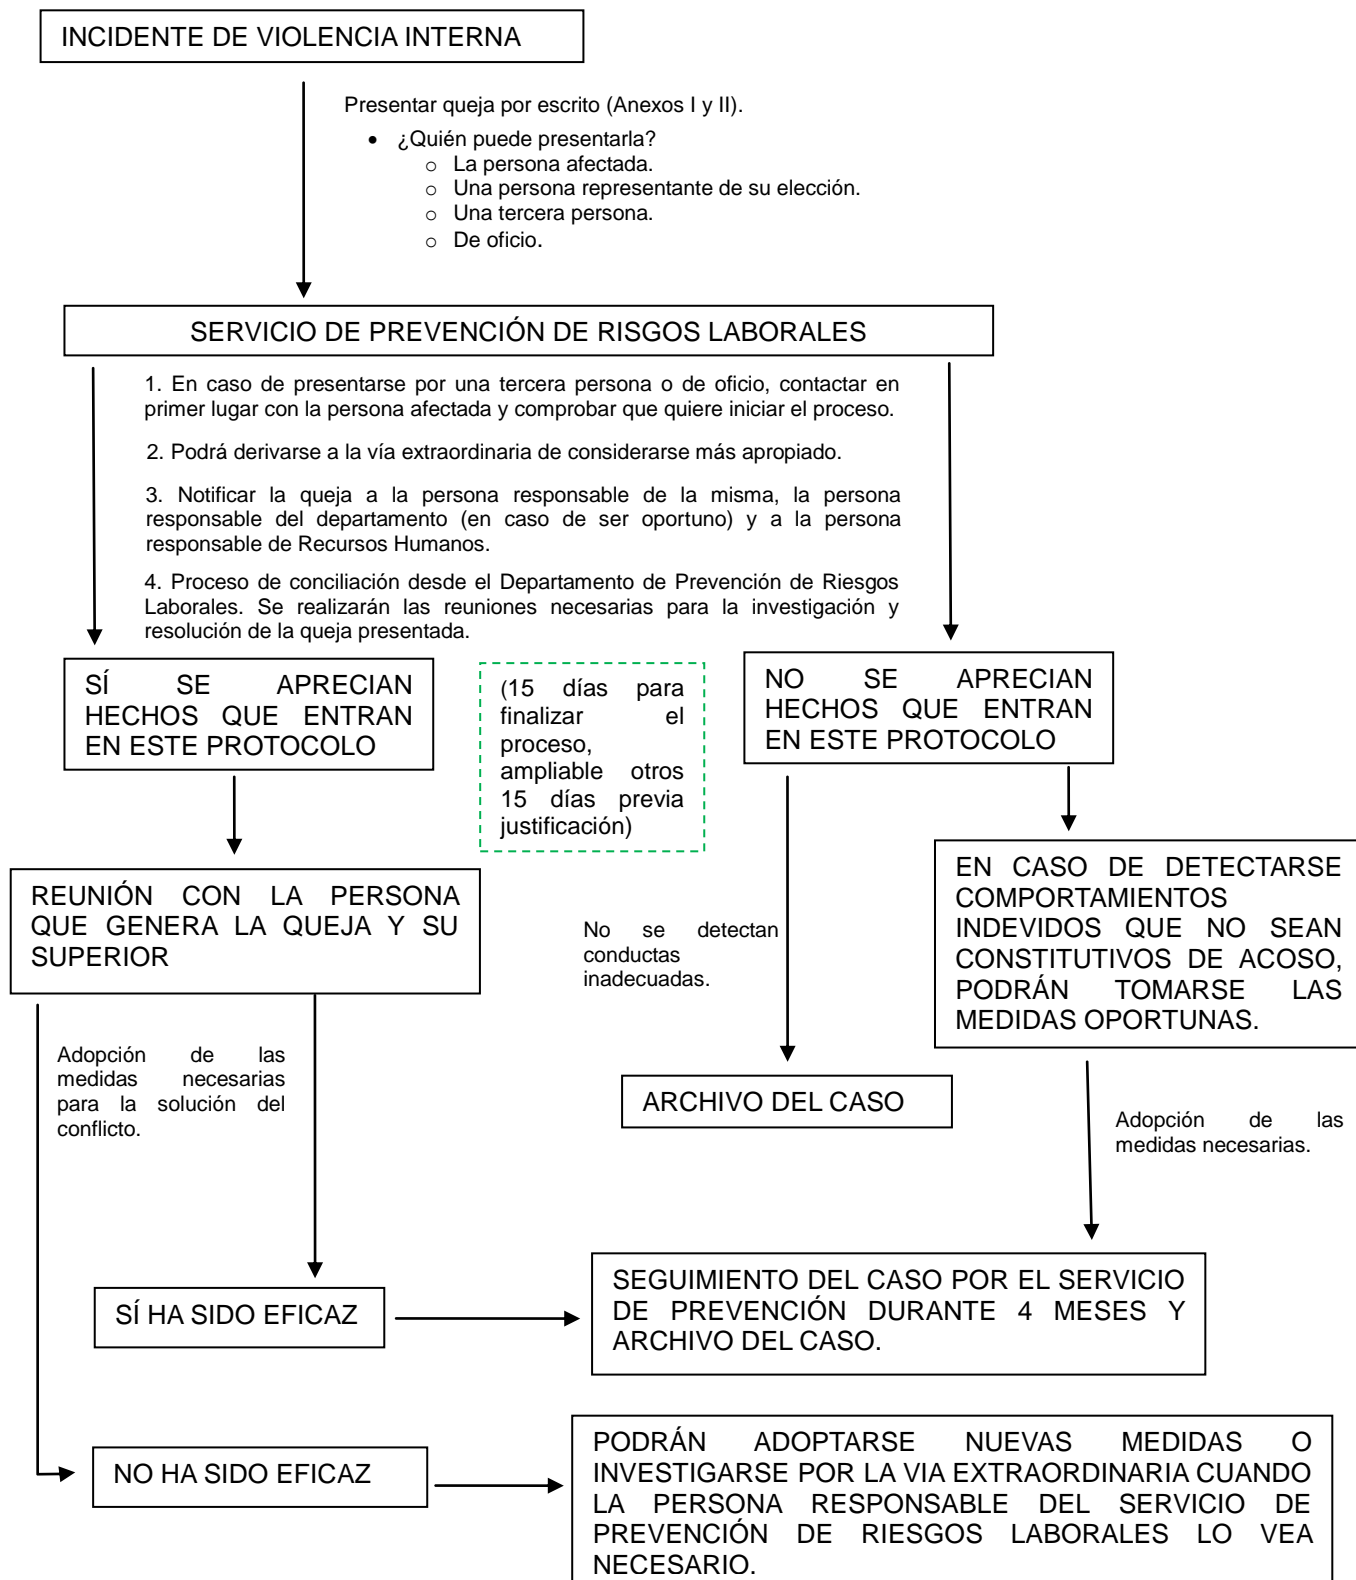 INCIDENTE DE VIOLENCIA INTERNA
Presentar queja por escrito (Anexos I y II).
• ¿Quién puede presentarla?
o La persona afectada.
o Una persona representante de su elección.
o Una tercera persona.
o De oficio.
SERVICIO DE PREVENCIÓN DE RISGOS LABORALES
1. En caso de presentarse por una tercera persona o de oficio, contactar en
primer lugar con la persona afectada y comprobar que quiere iniciar el proceso.
2. Podrá derivarse a la vía extraordinaria de considerarse más apropiado.
3. Notificar la queja a la persona responsable de la misma, la persona
responsable del departamento (en caso de ser oportuno) y a la persona
responsable de Recursos Humanos.
4. Proceso de conciliación desde el Departamento de Prevención de Riesgos
Laborales. Se realizarán las reuniones necesarias para la investigación y
resolución de la queja presentada.
SÍ SE APRECIAN
HECHOS QUE ENTRAN
EN ESTE PROTOCOLO
(15 días para
finalizar el
proceso,
ampliable otros
15 días previa
justificación)
NO SE APRECIAN
HECHOS QUE ENTRAN
EN ESTE PROTOCOLO
REUNIÓN CON LA PERSONA
QUE GENERA LA QUEJA Y SU
SUPERIOR
No se detectan
conductas
inadecuadas.
EN CASO DE DETECTARSE
COMPORTAMIENTOS
INDEVIDOS QUE NO SEAN
CONSTITUTIVOS DE ACOSO,
PODRÁN TOMARSE LAS
MEDIDAS OPORTUNAS.
Adopción de las
medidas necesarias
para la solución del
conflicto.
ARCHIVO DEL CASO
Adopción de las
medidas necesarias.
SÍ HA SIDO EFICAZ
SEGUIMIENTO DEL CASO POR EL SERVICIO
DE PREVENCIÓN DURANTE 4 MESES Y
ARCHIVO DEL CASO.
NO HA SIDO EFICAZ
PODRÁN ADOPTARSE NUEVAS MEDIDAS O
INVESTIGARSE POR LA VIA EXTRAORDINARIA CUANDO
LA PERSONA RESPONSABLE DEL SERVICIO DE
PREVENCIÓN DE RIESGOS LABORALES LO VEA
NECESARIO.